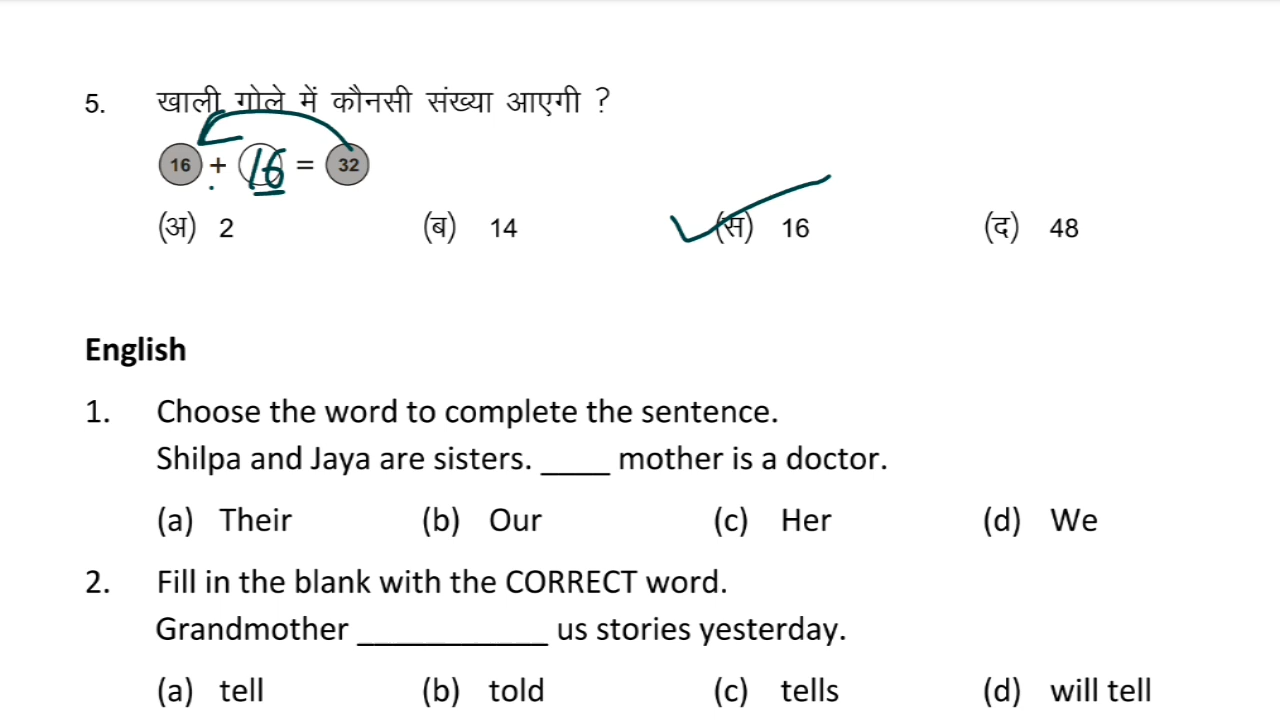 5. खाली गोले में कौनसी संख्या आएगी ?
16 + 16 = 32
(अ) 2 (ब) 14 (स) 16 (द) 48
English
1. Choose the word to complete the sentence.
Shilpa and Jaya are sisters. ____ mother is a doctor.
(a) Their (b) Our (c) Her (d) We
2. Fill in the blank with the CORRECT word.
Grandmother ___________ us stories yesterday.
(a) tell (b) told (c) tells (d) will tell